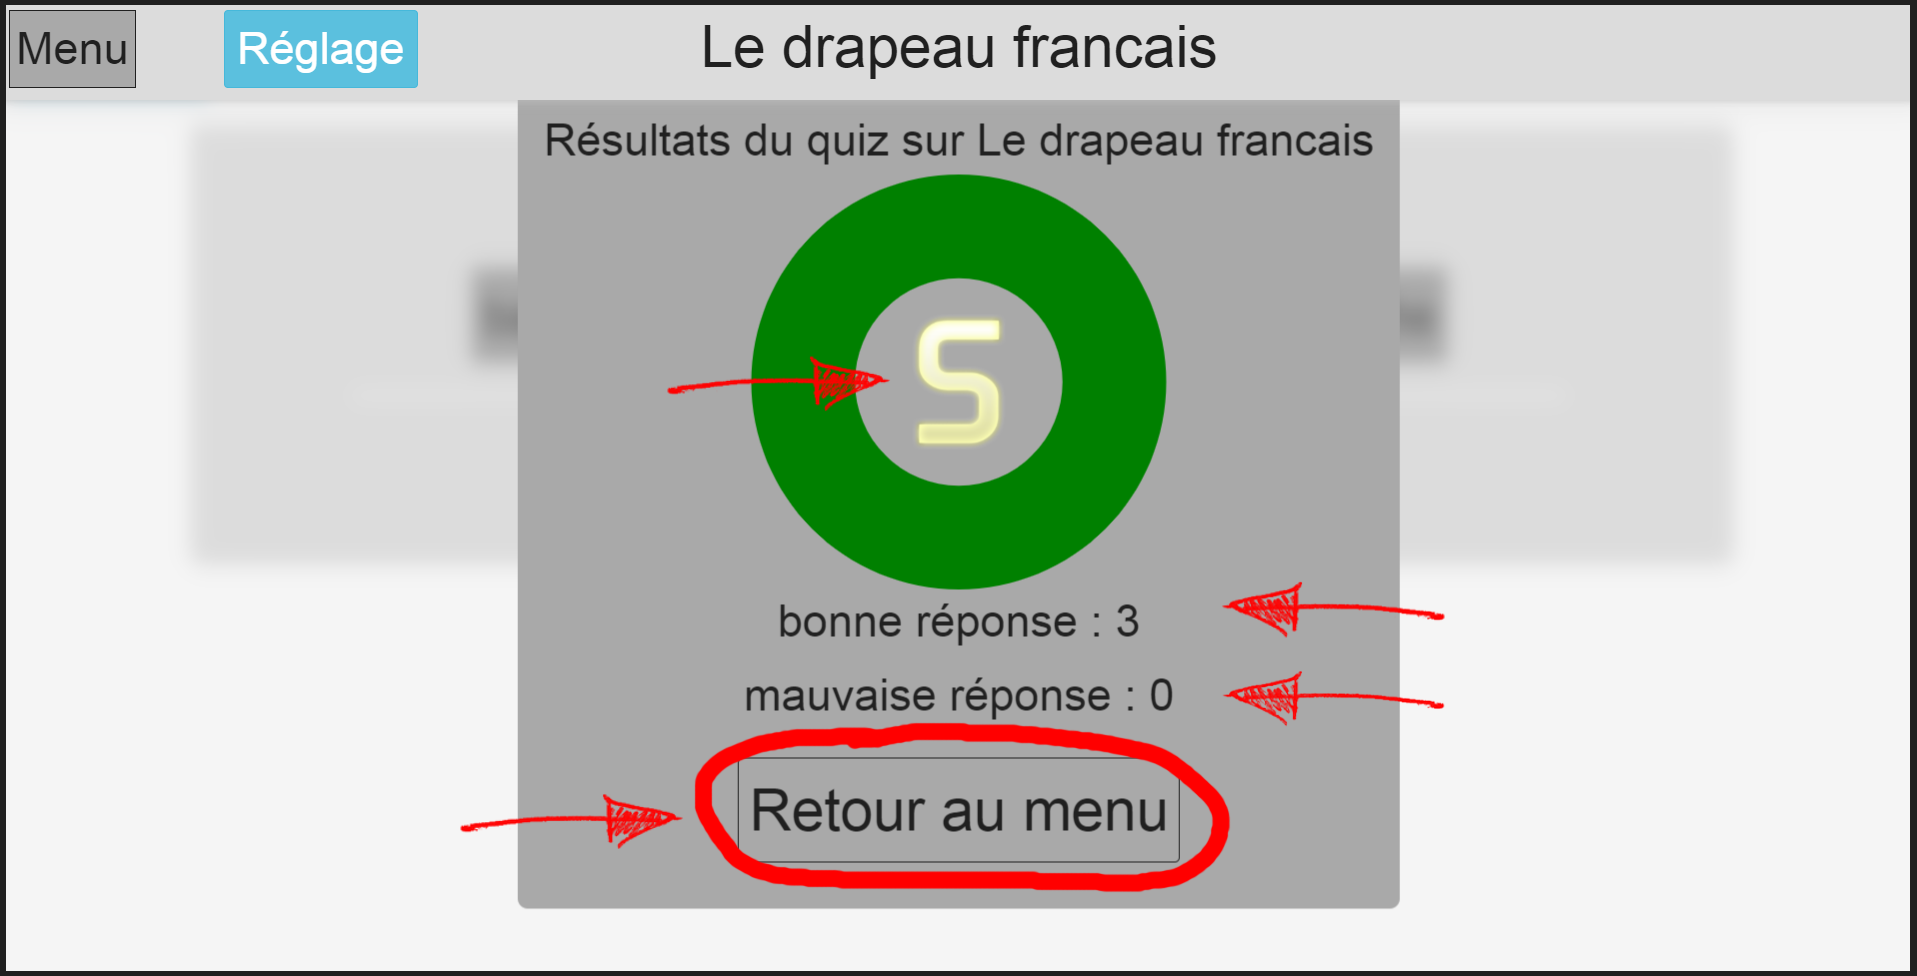 Menu
Réglage
Le drapeau francais
Résultats du quiz sur Le drapeau francais
S
bonne réponse : 3
mauvaise réponse : 0
Retour au menu